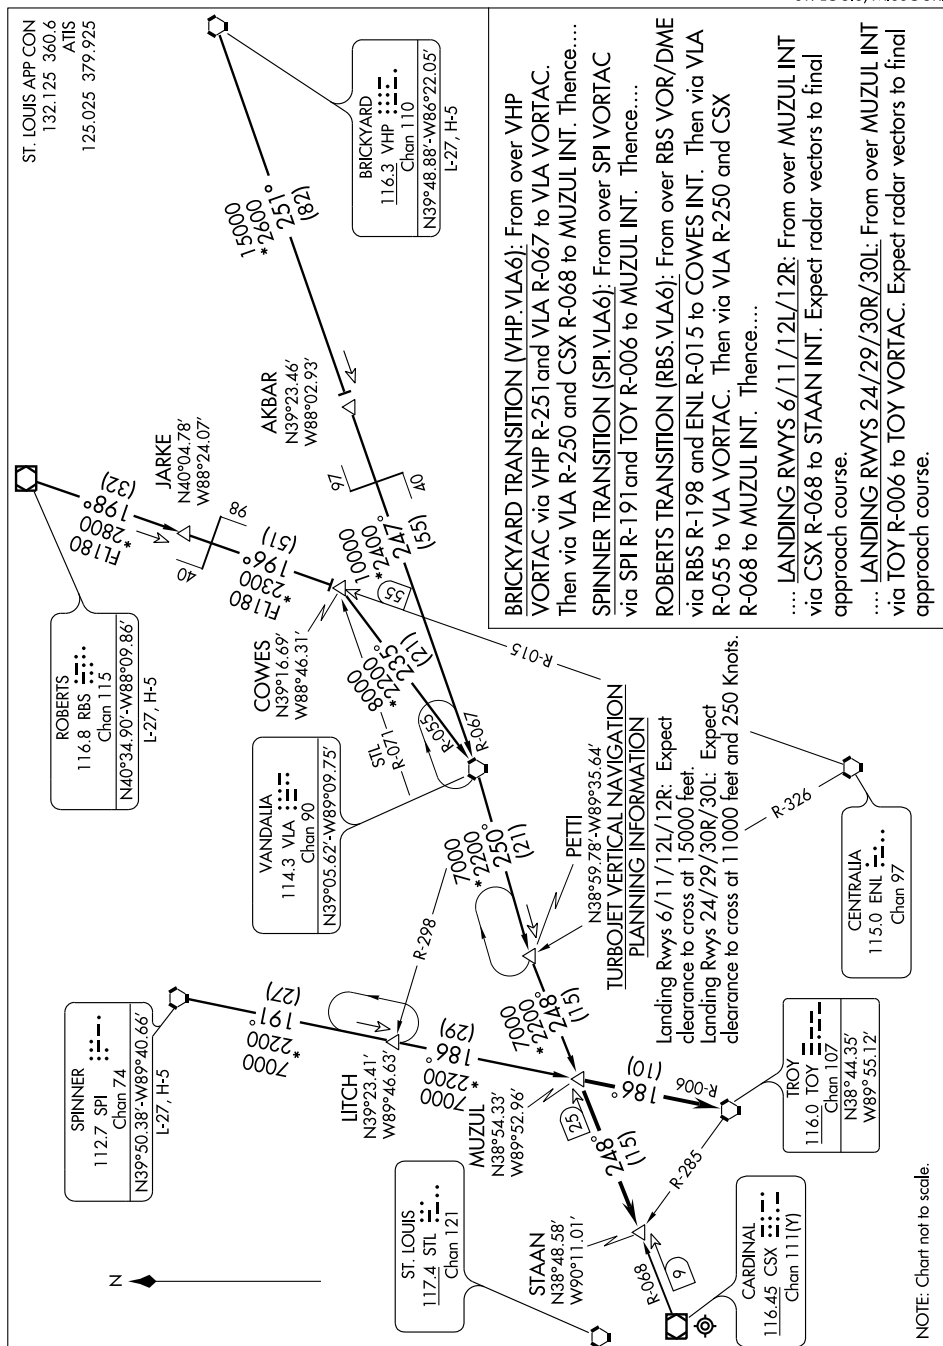 ST. LOUIS APP CON
132.125 360.6
ATIS
125.025 379.925
BRICKYARD
116.3 VHP
Chan 110
N39°48.88'-W86°22.05'
L-27, H-5
15000
*2600
251°
(82)
AKBAR
N39°23.46'
W88°02.93'
97
40
10000
*2400
247°
(55)
55
ROBERTS
116.8 RBS
Chan 115
N40°34.90'-W88°09.86'
L-27, H-5
FL180
*2800
198°
(32)
JARKE
N40°04.78'
W88°24.07'
40
98
FL180
*2300
196°
(51)
COWES
N39°16.69'
W88°46.31'
8000
*2200
235°
(21)
STL
R-071
R-055
R-067
R-015
VANDALIA
114.3 VLA
Chan 90
N39°05.62'-W89°09.75'
7000
*2200
250°
(21)
PETTI
N38°59.78'-W89°35.64'
7000
*2200
248°
(15)
SPINNER
112.7 SPI
Chan 74
N39°50.38'-W89°40.66'
L-27, H-5
7000
*2200
191°
(27)
R-298
LITCH
N39°23.41'
W89°46.63'
7000
*2200
186°
(29)
MUZUL
N38°54.33'
W89°52.96'
25
186°
(10)
R-006
248°
(15)
R-285
TROY
116.0 TOY
Chan 107
N38°44.35'
W89°55.12'
R-326
CENTRALIA
115.0 ENL
Chan 97
ST. LOUIS
117.4 STL
Chan 121
STAAN
N38°48.58'
W90°11.01'
R-068
9
CARDINAL
116.45 CSX
Chan 111(Y)
N
TURBOJET VERTICAL NAVIGATION
PLANNING INFORMATION
Landing Rwys 6/11/12L/12R: Expect
clearance to cross at 15000 feet.
Landing Rwys 24/29/30R/30L: Expect
clearance to cross at 11000 feet and 250 Knots.
BRICKYARD TRANSITION (VHP.VLA6): From over VHP
VORTAC via VHP R-251and VLA R-067 to VLA VORTAC.
Then via VLA R-250 and CSX R-068 to MUZUL INT. Thence....
SPINNER TRANSITION (SPI.VLA6): From over SPI VORTAC
via SPI R-191and TOY R-006 to MUZUL INT. Thence....
ROBERTS TRANSITION (RBS.VLA6): From over RBS VOR/DME
via RBS R-198 and ENL R-015 to COWES INT. Then via VLA
R-055 to VLA VORTAC. Then via VLA R-250 and CSX
R-068 to MUZUL INT. Thence....
.... LANDING RWYS 6/11/12L/12R: From over MUZUL INT
via CSX R-068 to STAAN INT. Expect radar vectors to final
approach course.
.... LANDING RWYS 24/29/30R/30L: From over MUZUL INT
via TOY R-006 to TOY VORTAC. Expect radar vectors to final
approach course.
NOTE: Chart not to scale.